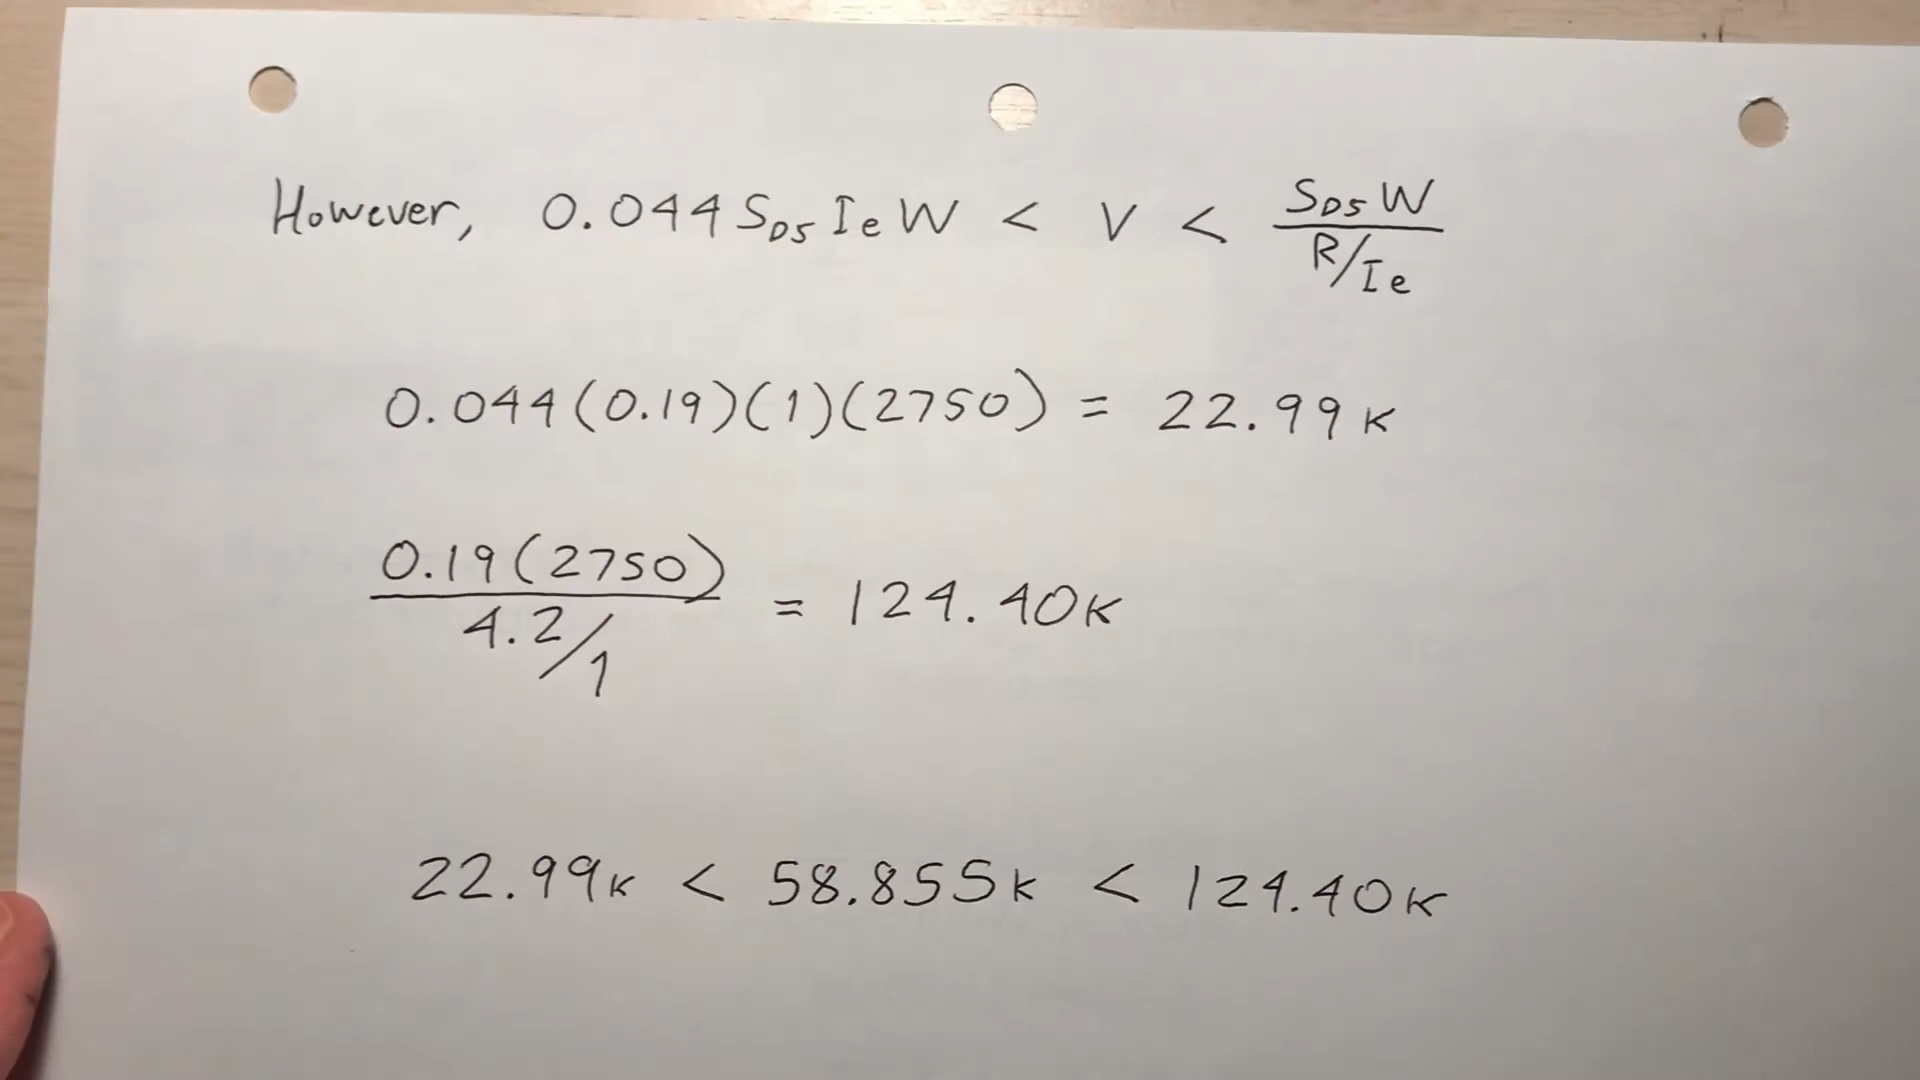 However, 0.044 S_DS I_e W < V < S_DS W / (R/I_e)
0.044(0.19)(1)(2750) = 22.99 K
0.19(2750) / (4.2/1) = 124.40K
22.99K < 58.855K < 124.40K